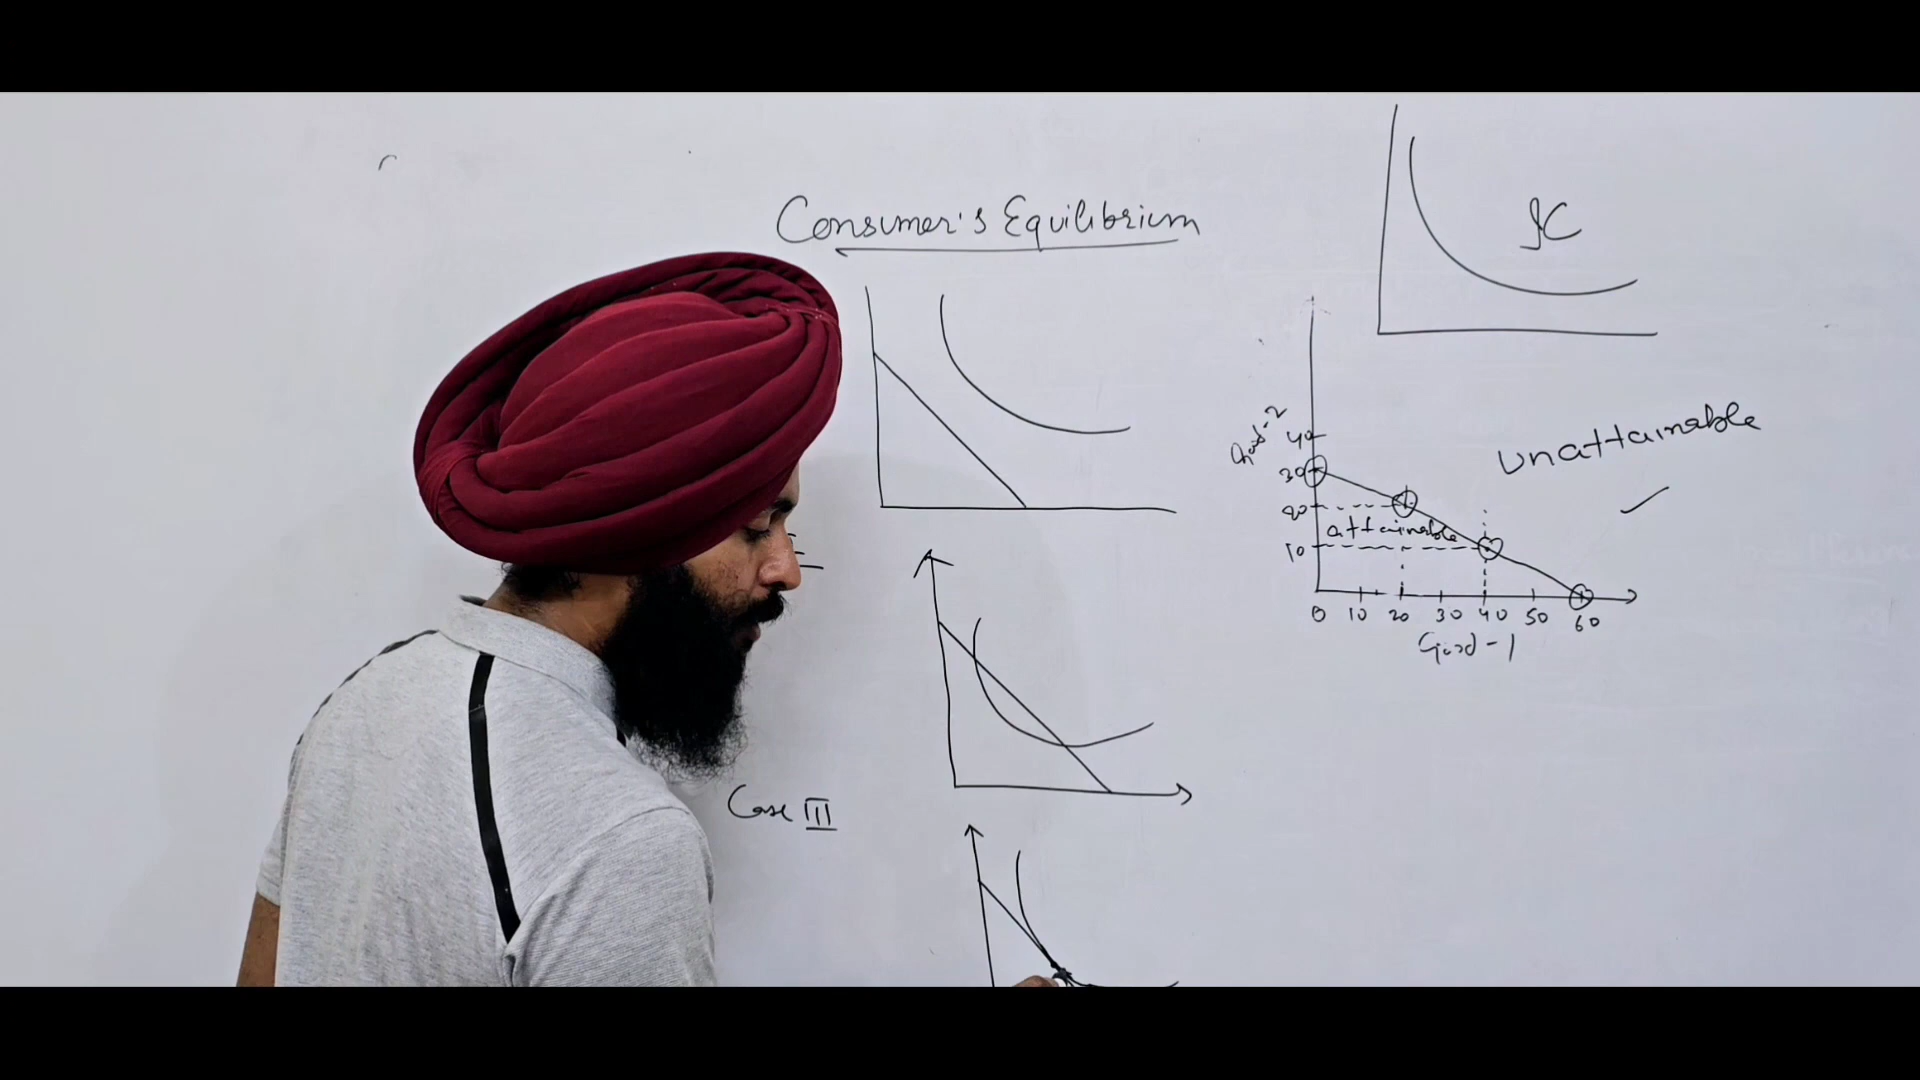 Consumer's Equilibrium
IC
Good-2
40
30
20
10
unattainable
attainable
0 10 20 30 40 50 60
Good-1
Case III